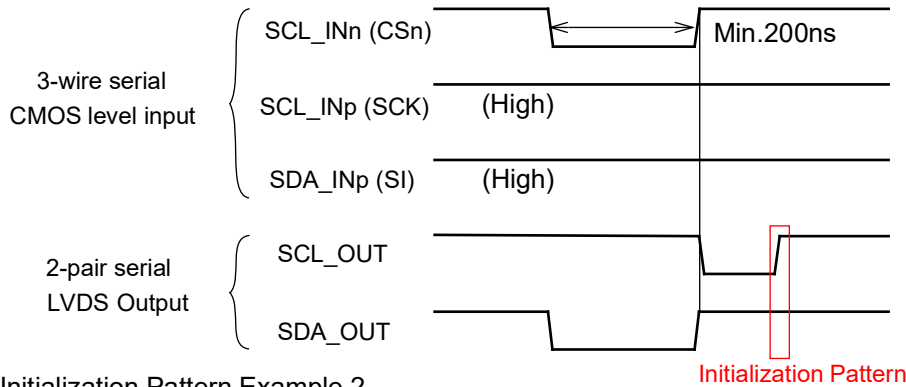 SCL_INn (CSn)
Min.200ns
3-wire serial
CMOS level input
SCL_INp (SCK)
(High)
SDA_INp (SI)
(High)
SCL_OUT
2-pair serial
LVDS Output
SDA_OUT
Initialization Pattern
Initialization Pattern Example 2